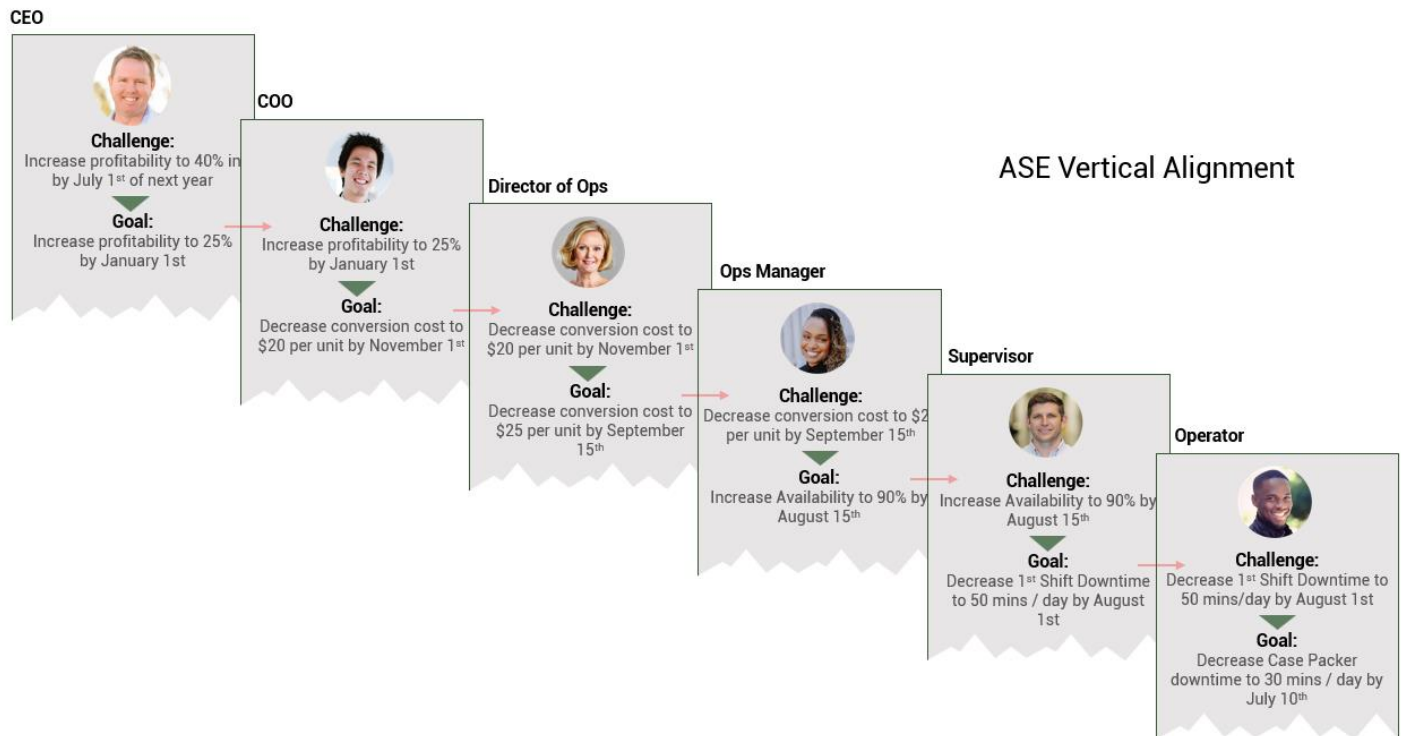 CEO
Challenge:
Increase profitability to 40% in
by July 1st of next year
Goal:
Increase profitability to 25%
by January 1st
COO
Challenge:
Increase profitability to 25%
by January 1st
Goal:
Decrease conversion cost to
$20 per unit by November 1st
ASE Vertical Alignment
Director of Ops
Challenge:
Decrease conversion cost to
$20 per unit by November 1st
Goal:
Decrease conversion cost to
$25 per unit by September
15th
Ops Manager
Challenge:
Decrease conversion cost to $2
per unit by September 15th
Goal:
Increase Availability to 90% by
August 15th
Supervisor
Challenge:
Increase Availability to 90% by
August 15th
Goal:
Decrease 1st Shift Downtime
to 50 mins / day by August
1st
Operator
Challenge:
Decrease 1st Shift Downtime to
50 mins/day by August 1st
Goal:
Decrease Case Packer
downtime to 30 mins / day by
July 10th